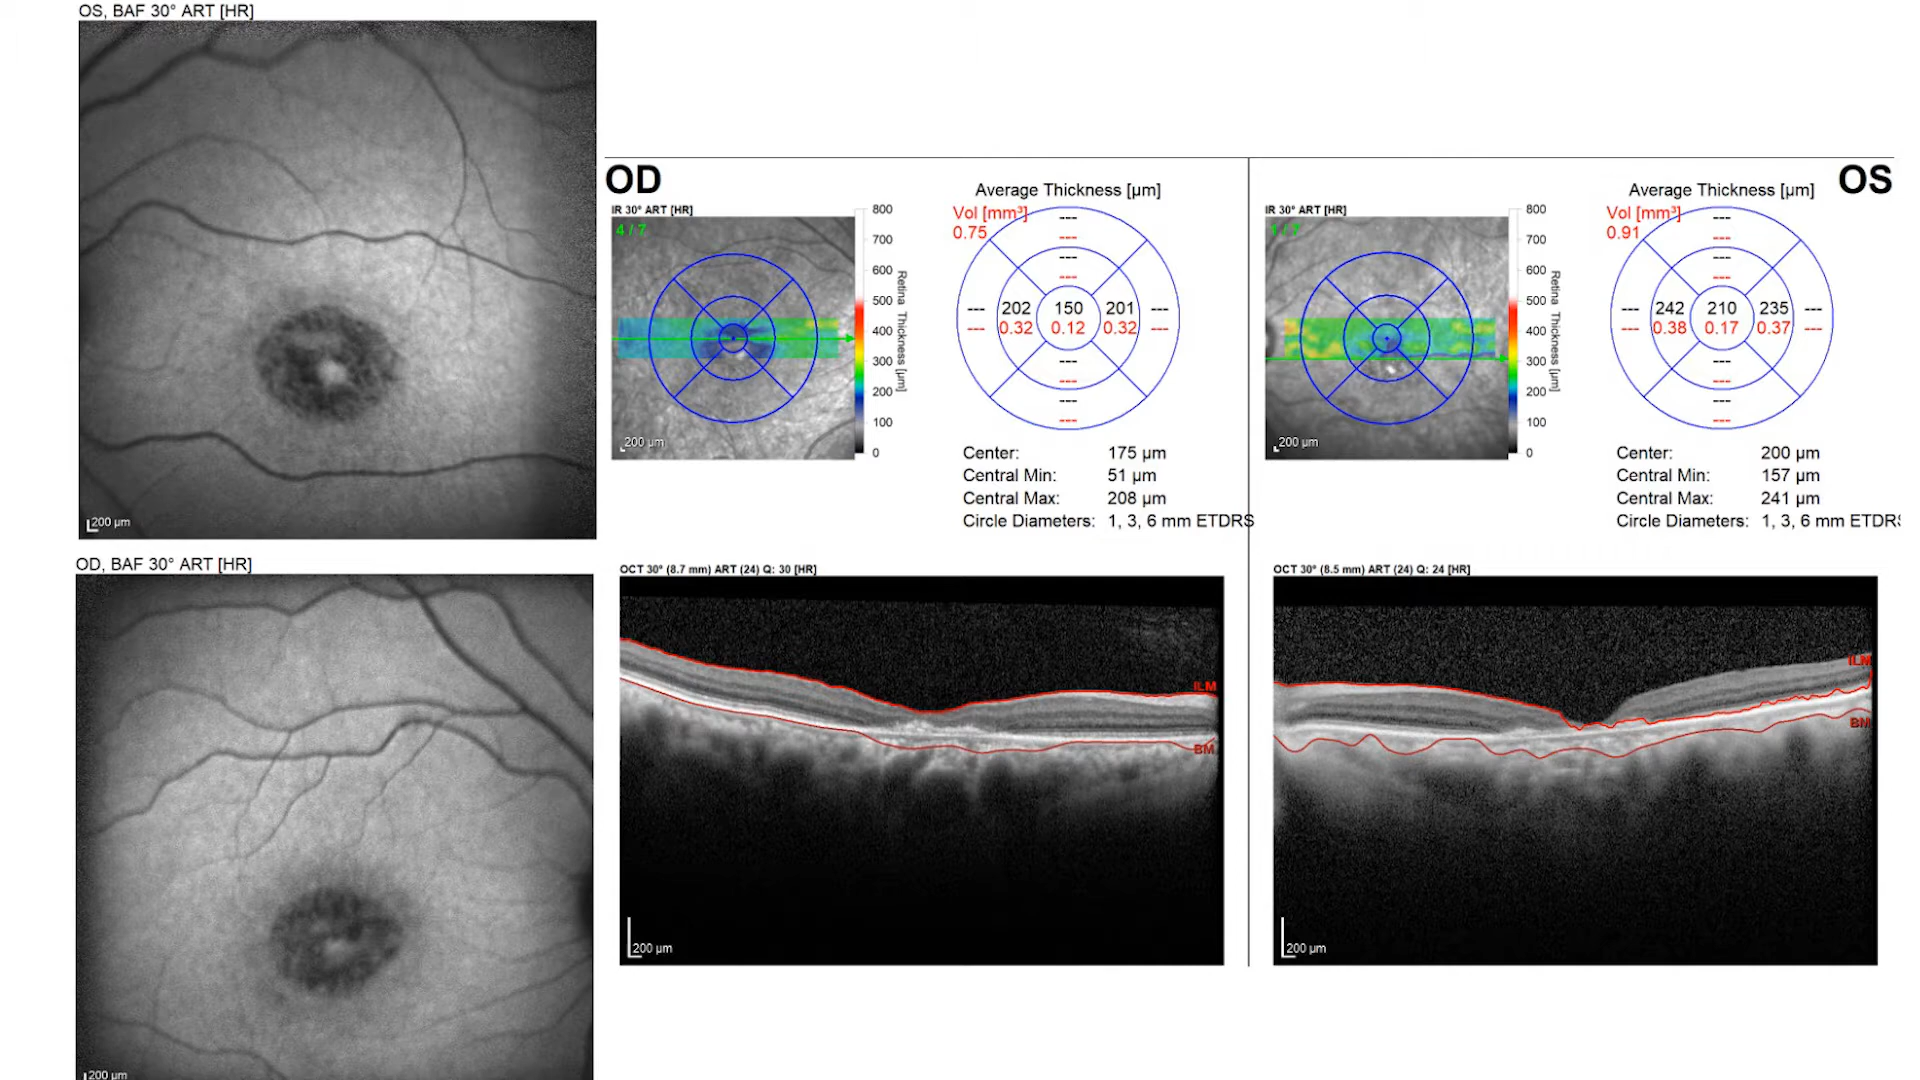 OS, BAF 30° ART [HR]
200 µm
OD, BAF 30° ART [HR]
200 µm
OD
IR 30° ART [HR]
4 / 7
200 µm
800
700
600
500
400
300
200
100
0
Retina Thickness [µm]
Average Thickness [µm]
Vol [mm³]
0.75
---
---
---
---
--- 202 150 201 ---
--- 0.32 0.12 0.32 ---
---
---
---
---
Center: 175 µm
Central Min: 51 µm
Central Max: 208 µm
Circle Diameters: 1, 3, 6 mm ETDRS
OCT 30° (8.7 mm) ART (24) Q: 30 [HR]
ILM
BM
200 µm
OS
IR 30° ART [HR]
1 / 7
200 µm
800
700
600
500
400
300
200
100
0
Retina Thickness [µm]
Average Thickness [µm]
Vol [mm³]
0.91
---
---
---
---
--- 242 210 235 ---
--- 0.38 0.17 0.37 ---
---
---
---
---
Center: 200 µm
Central Min: 157 µm
Central Max: 241 µm
Circle Diameters: 1, 3, 6 mm ETDRS
OCT 30° (8.5 mm) ART (24) Q: 24 [HR]
ILM
BM
200 µm